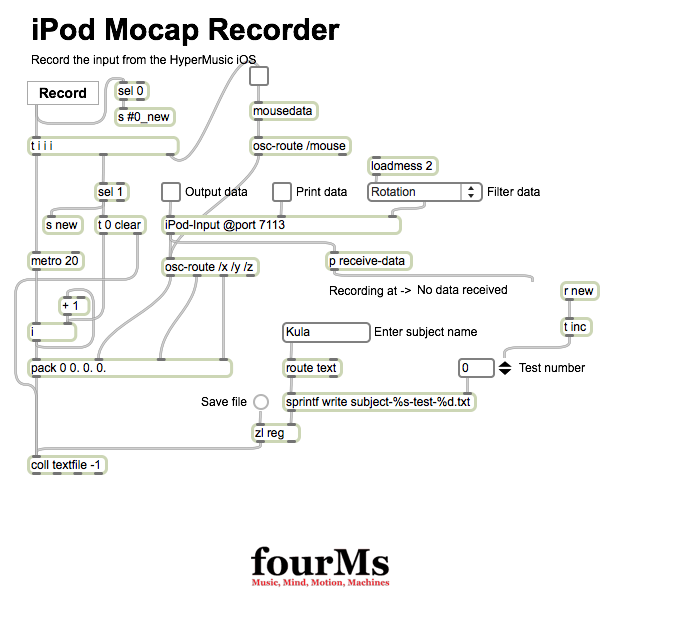 iPod Mocap Recorder
Record the input from the HyperMusic iOS
Record
sel 0
s #0_new
mousedata
t i i i
osc-route /mouse
loadmess 2
sel 1
Output data
Print data
Rotation
Filter data
s new
t 0 clear
iPod-Input @port 7113
metro 20
osc-route /x /y /z
p receive-data
Recording at -> No data received
r new
+ 1
i
Kula
Enter subject name
t inc
pack 0 0. 0. 0.
route text
0
Test number
Save file
sprintf write subject-%s-test-%d.txt
zl reg
coll textfile -1
fourMs
Music, Mind, Motion, Machines